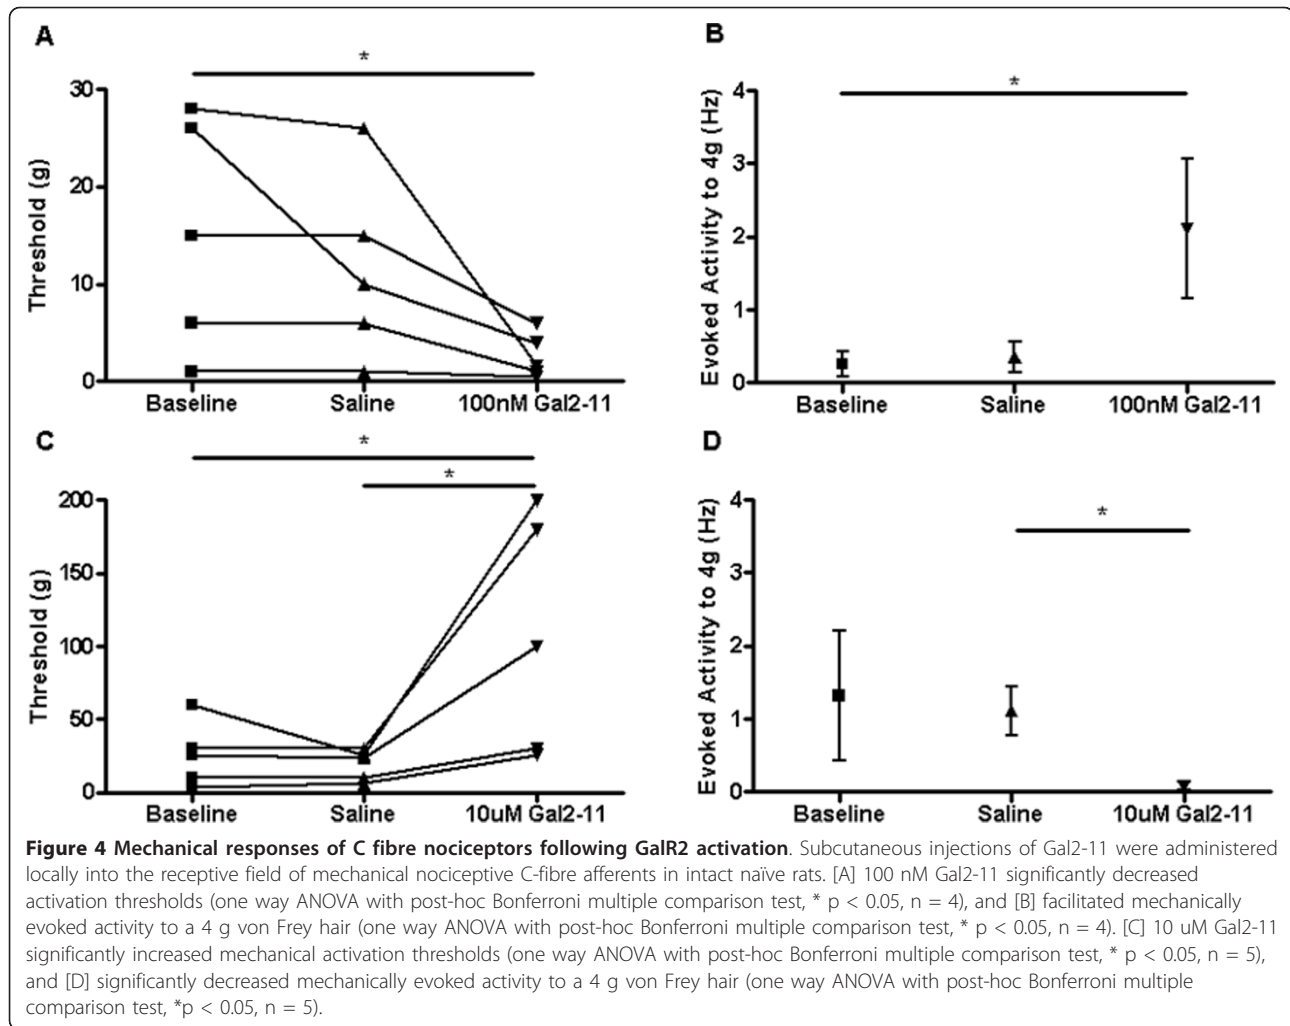 A
*
30
20
10
0
Threshold (g)
Baseline Saline 100nM Gal2-11
B
*
4
3
2
1
0
Evoked Activity to 4g (Hz)
Baseline Saline 100nM Gal2-11
C
*
*
200
150
100
50
0
Threshold (g)
Baseline Saline 10uM Gal2-11
D
*
4
3
2
1
0
Evoked Activity to 4g (Hz)
Baseline Saline 10uM Gal2-11
Figure 4 Mechanical responses of C fibre nociceptors following GalR2 activation. Subcutaneous injections of Gal2-11 were administered
locally into the receptive field of mechanical nociceptive C-fibre afferents in intact naïve rats. [A] 100 nM Gal2-11 significantly decreased
activation thresholds (one way ANOVA with post-hoc Bonferroni multiple comparison test, * p < 0.05, n = 4), and [B] facilitated mechanically
evoked activity to a 4 g von Frey hair (one way ANOVA with post-hoc Bonferroni multiple comparison test, * p < 0.05, n = 4). [C] 10 uM Gal2-11
significantly increased mechanical activation thresholds (one way ANOVA with post-hoc Bonferroni multiple comparison test, * p < 0.05, n = 5),
and [D] significantly decreased mechanically evoked activity to a 4 g von Frey hair (one way ANOVA with post-hoc Bonferroni multiple
comparison test, *p < 0.05, n = 5).